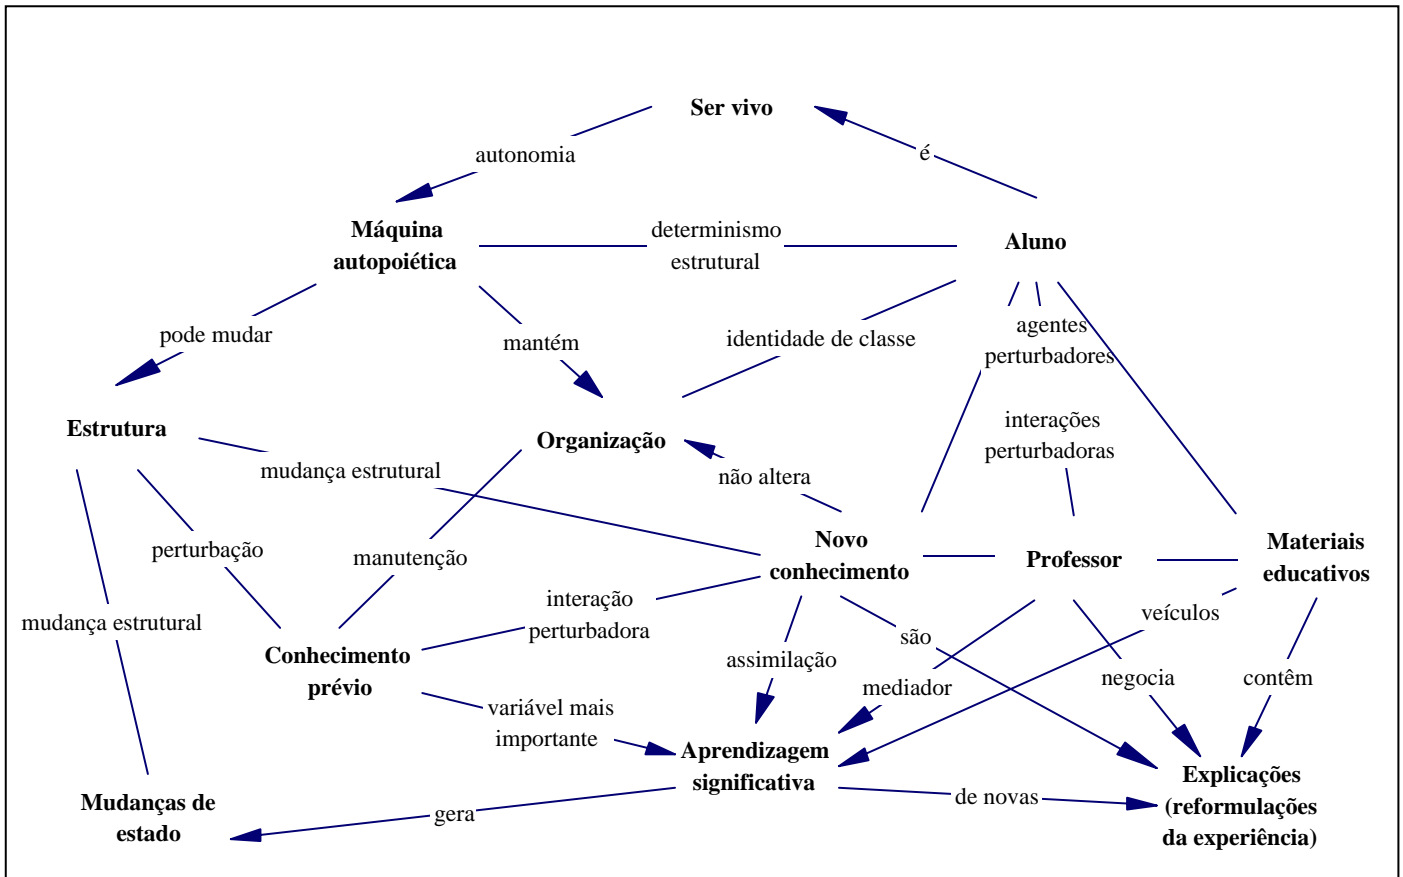 Ser vivo
autonomia
é
Máquina
autopoiética
determinismo
estrutural
Aluno
pode mudar
mantém
identidade de classe
agentes
perturbadores
Estrutura
Organização
interações
perturbadoras
mudança estrutural
não altera
perturbação
manutenção
Novo
conhecimento
Professor
Materiais
educativos
mudança estrutural
interação
perturbadora
veículos
Conhecimento
prévio
são
assimilação
mediador
negocia
contêm
variável mais
importante
Aprendizagem
significativa
Explicações
(reformulações
da experiência)
Mudanças de
estado
gera
de novas